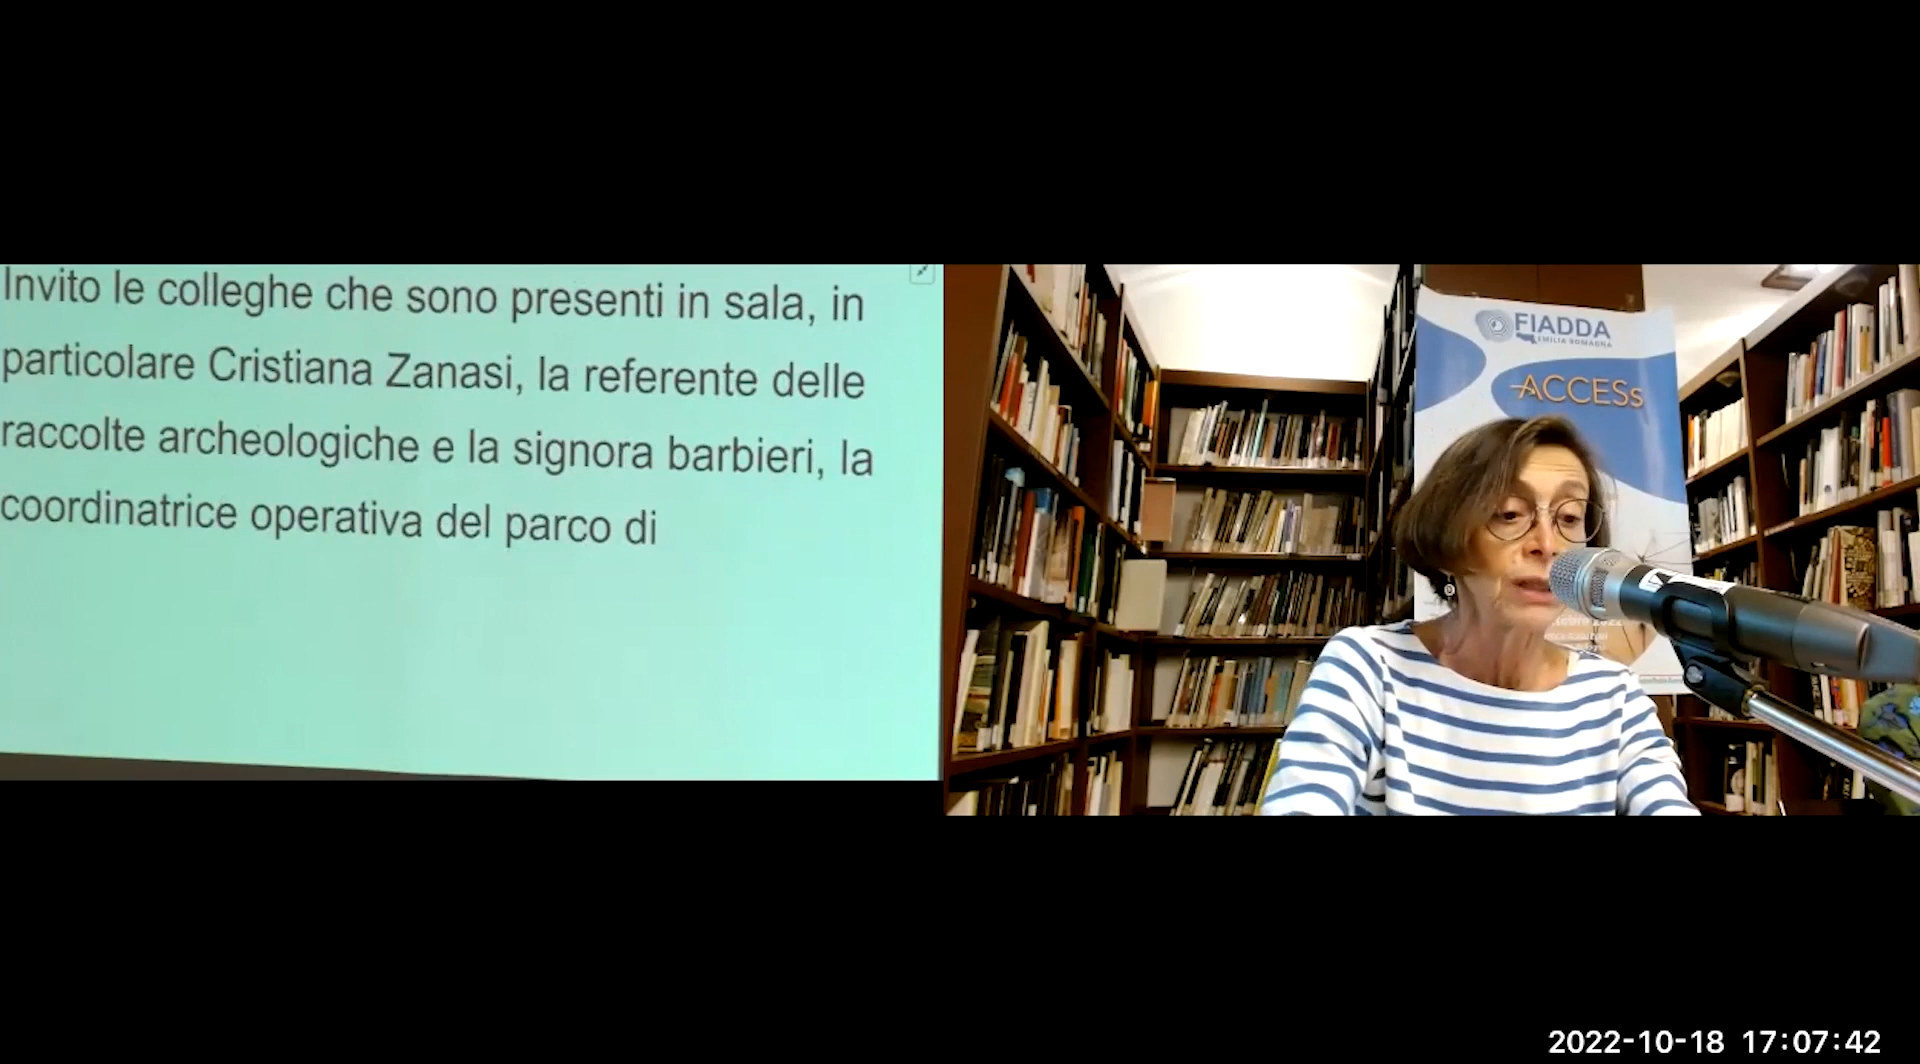 Invito le colleghe che sono presenti in sala, in
particolare Cristiana Zanasi, la referente delle
raccolte archeologiche e la signora barbieri, la
coordinatrice operativa del parco di
FIADDA
EMILIA ROMAGNA
ACCESs
2022
2022-10-18 17:07:42